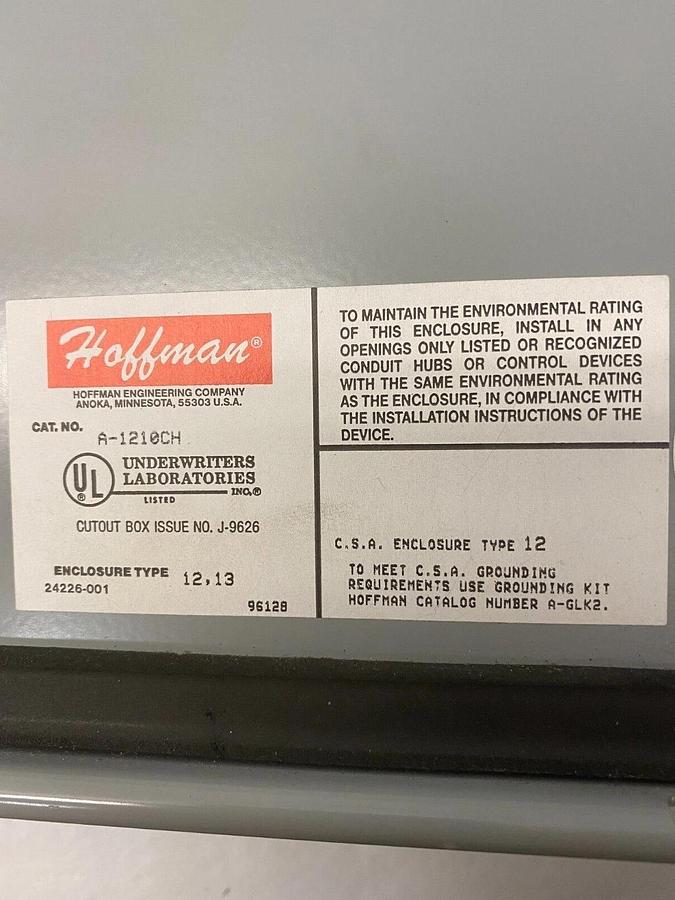 Hoffman®
HOFFMAN ENGINEERING COMPANY
ANOKA, MINNESOTA, 55303 U.S.A.
CAT. NO. A-1210CH
UL®
UNDERWRITERS
LABORATORIES
INC.®
LISTED
CUTOUT BOX ISSUE NO. J-9626
ENCLOSURE TYPE 12,13
24226-001
96128
TO MAINTAIN THE ENVIRONMENTAL RATING
OF THIS ENCLOSURE, INSTALL IN ANY
OPENINGS ONLY LISTED OR RECOGNIZED
CONDUIT HUBS OR CONTROL DEVICES
WITH THE SAME ENVIRONMENTAL RATING
AS THE ENCLOSURE, IN COMPLIANCE WITH
THE INSTALLATION INSTRUCTIONS OF THE
DEVICE.
C.S.A. ENCLOSURE TYPE 12
TO MEET C.S.A. GROUNDING
REQUIREMENTS USE GROUNDING KIT
HOFFMAN CATALOG NUMBER A-GLK2.